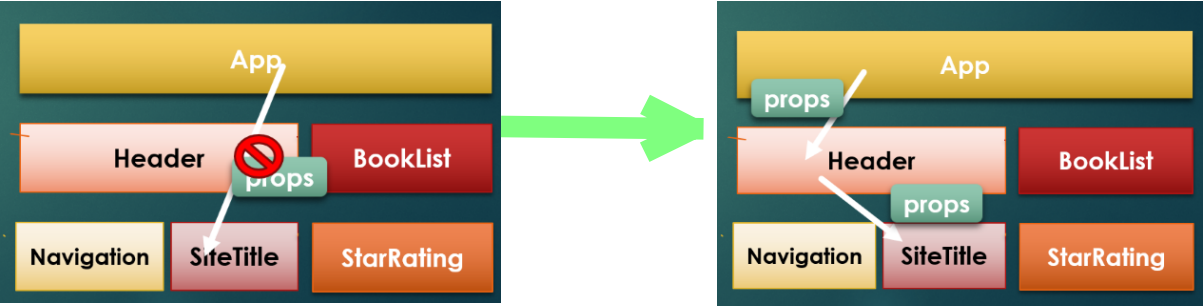 App
Header
BookList
props
Navigation
SiteTitle
StarRating
App
props
Header
BookList
props
Navigation
SiteTitle
StarRating